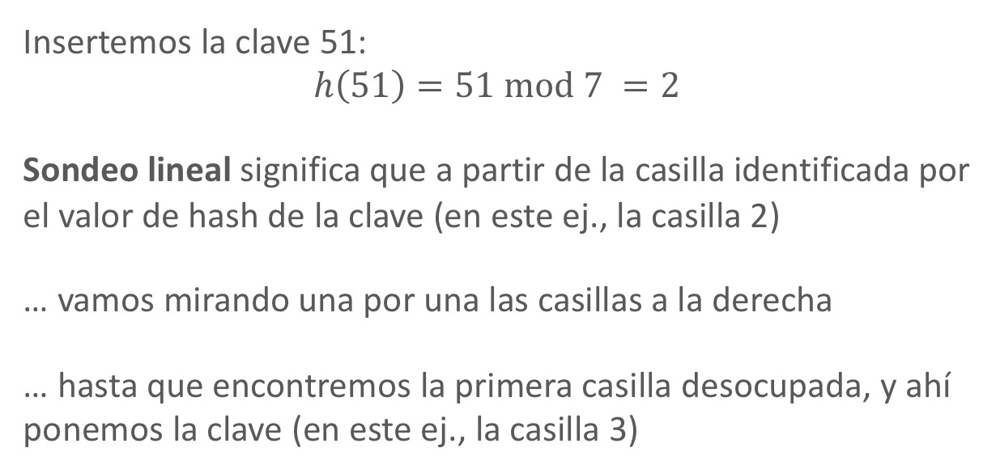 Insertemos la clave 51:
h(51) = 51 mod 7 = 2
Sondeo lineal significa que a partir de la casilla identificada por
el valor de hash de la clave (en este ej., la casilla 2)
... vamos mirando una por una las casillas a la derecha
... hasta que encontremos la primera casilla desocupada, y ahí
ponemos la clave (en este ej., la casilla 3)